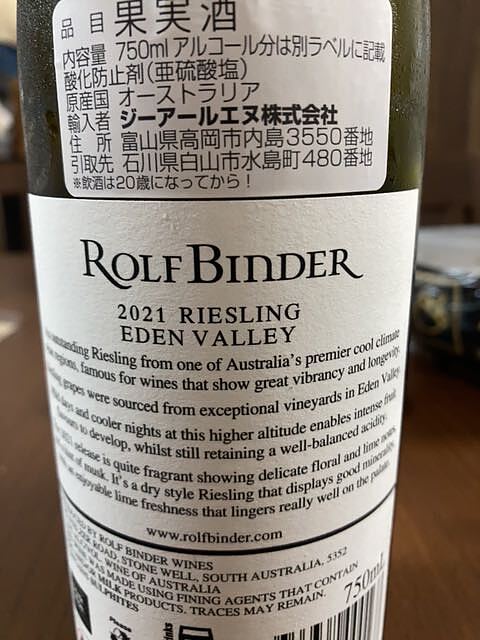 品目 果実酒
内容量 750ml アルコール分は別ラベルに記載
酸化防止剤(亜硫酸塩)
原産国 オーストラリア
輸入者 ジーアールエヌ株式会社
住所 富山県高岡市内島3550番地
引取先 石川県白山市水島町480番地
※飲酒は20歳になってから!
ROLF BINDER
2021 RIESLING
EDEN VALLEY
outstanding Riesling from one of Australia's premier cool climate
regions, famous for wines that show great vibrancy and longevity.
grapes were sourced from exceptional vineyards in Eden Valley.
days and cooler nights at this higher altitude enables intense fruit
to develop, whilst still retaining a well-balanced acidity.
release is quite fragrant showing delicate floral and lime notes,
of musk. It's a dry style Riesling that displays good minerality,
an enjoyable lime freshness that lingers really well on the palate.
www.rolfbinder.com
BY ROLF BINDER WINES
ROAD, STONE WELL, SOUTH AUSTRALIA, 5352
WINE OF AUSTRALIA
WAS MADE USING FINING AGENTS THAT CONTAIN
MILK PRODUCTS. TRACES MAY REMAIN.
SULPHITES
750mL
Please